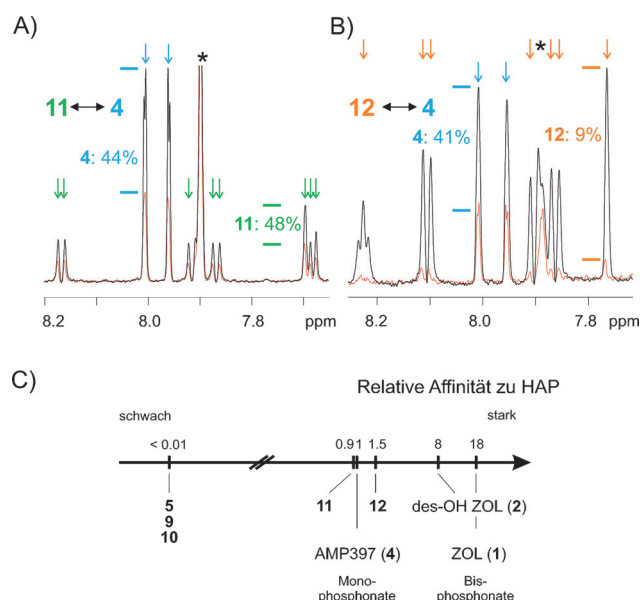 A)
*
11 ↔ 4
4: 44%
11: 48%
8.2 8.0 7.8 ppm
B)
*
12 ↔ 4
4: 41%
12: 9%
8.2 8.0 7.8 ppm
C)
Relative Affinität zu HAP
schwach stark
< 0.01 0.91 1.5 8 18
5 11 12 des-OH ZOL (2)
9
10
AMP397 (4) ZOL (1)
Mono- Bis-
phosphonate phosphonate